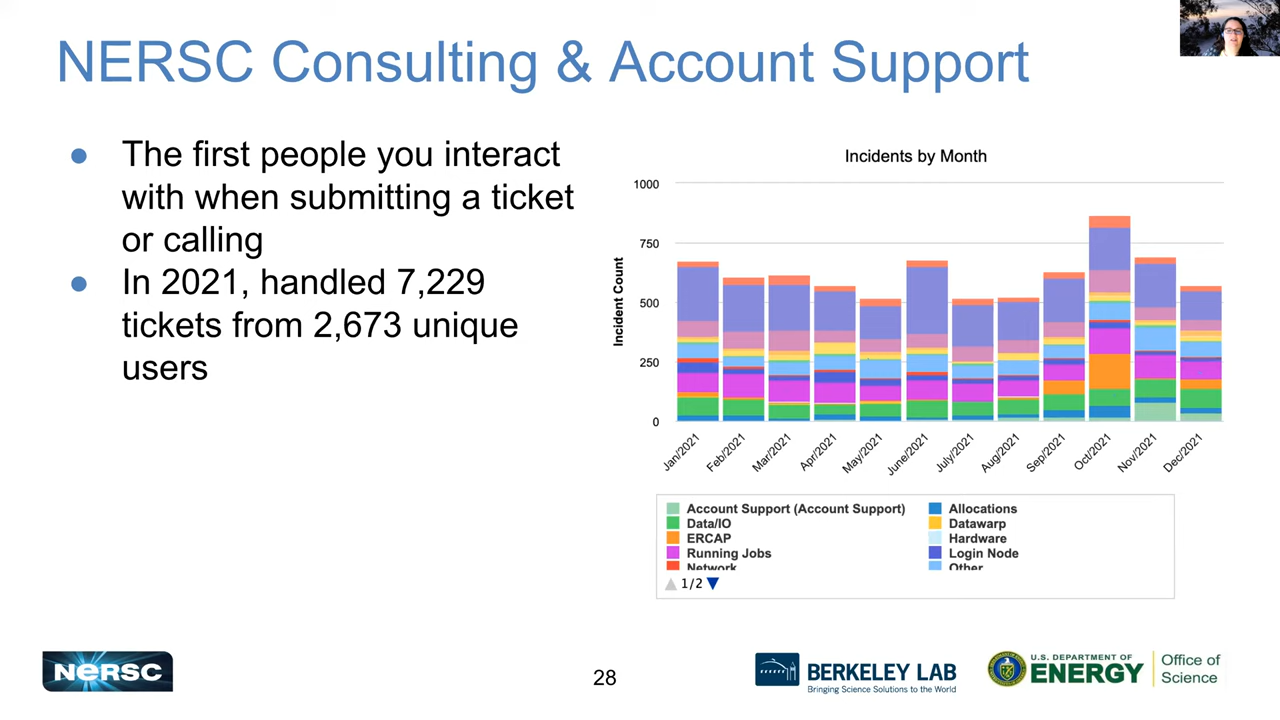 NERSC Consulting & Account Support
● The first people you interact
with when submitting a ticket
or calling
● In 2021, handled 7,229
tickets from 2,673 unique
users
Incidents by Month
Incident Count
1000
750
500
250
0
Jan/2021
Feb/2021
Mar/2021
Apr/2021
May/2021
June/2021
July/2021
Aug/2021
Sep/2021
Oct/2021
Nov/2021
Dec/2021
Account Support (Account Support)
Allocations
Data/IO
Datawarp
ERCAP
Hardware
Running Jobs
Login Node
Network
Other
1/2
NERSC
28
BERKELEY LAB
Bringing Science Solutions to the World
U.S. DEPARTMENT OF
ENERGY
Office of
Science